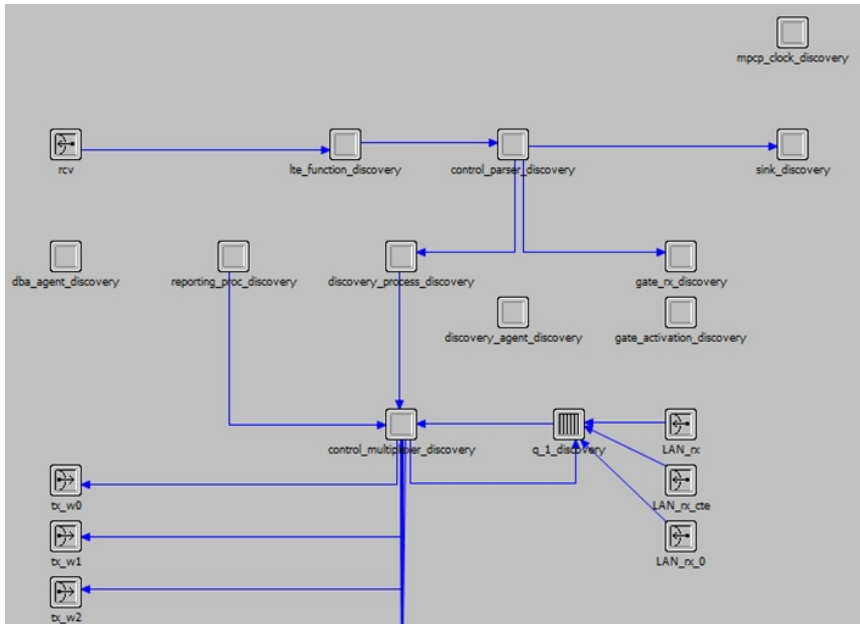 mpcp_clock_discovery
rcv
lte_function_discovery
control_parser_discovery
sink_discovery
dba_agent_discovery
reporting_proc_discovery
discovery_process_discovery
gate_rx_discovery
discovery_agent_discovery
gate_activation_discovery
control_multiplexer_discovery
q_1_discovery
LAN_rx
tx_w0
LAN_rx_cte
tx_w1
LAN_rx_0
tx_w2